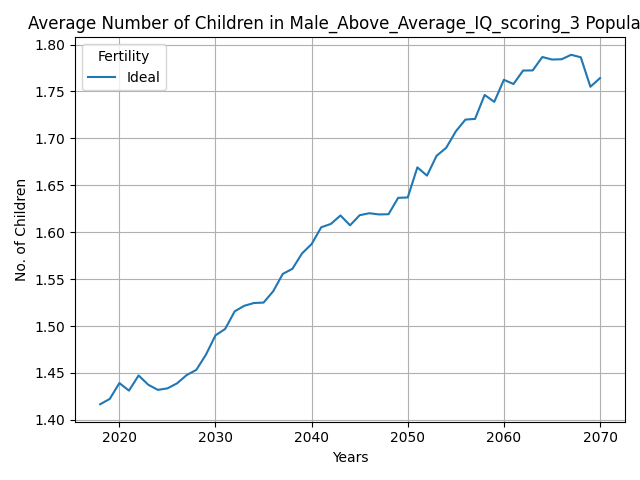 Average Number of Children in Male_Above_Average_IQ_scoring_3 Popula
Fertility
Ideal
No. of Children
1.80
1.75
1.70
1.65
1.60
1.55
1.50
1.45
1.40
2020 2030 2040 2050 2060 2070
Years